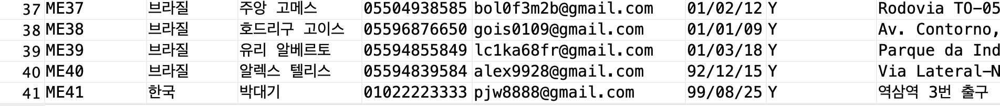 37 ME37 브라질 주앙 고메스 05504938585 bol0f3m2b@gmail.com 01/02/12 Y Rodovia TO-05
38 ME38 브라질 호드리구 고이스 05596876650 gois0109@gmail.com 01/01/09 Y Av. Contorno,
39 ME39 브라질 유리 알베르토 05594855849 lc1ka68fr@gmail.com 01/03/18 Y Parque da Ind
40 ME40 브라질 알렉스 텔리스 05594839584 alex9928@gmail.com 92/12/15 Y Via Lateral-N
41 ME41 한국 박대기 01022223333 pjw8888@gmail.com 99/08/25 Y 역삼역 3번 출구